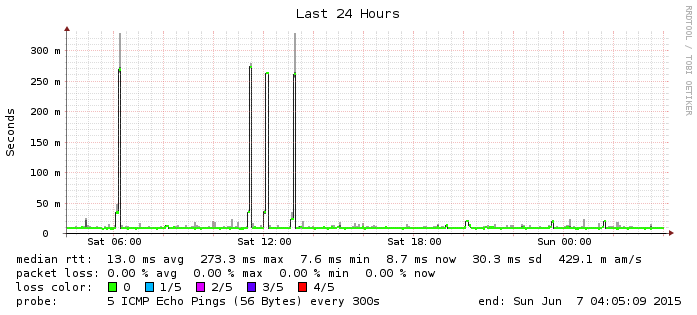 Last 24 Hours
RRDTOOL / TOBI OETIKER
Seconds
300 m
250 m
200 m
150 m
100 m
50 m
0
Sat 06:00 Sat 12:00 Sat 18:00 Sun 00:00
median rtt: 13.0 ms avg 273.3 ms max 7.6 ms min 8.7 ms now 30.3 ms sd 429.1 m am/s
packet loss: 0.00 % avg 0.00 % max 0.00 % min 0.00 % now
loss color: 0 1/5 2/5 3/5 4/5
probe: 5 ICMP Echo Pings (56 Bytes) every 300s end: Sun Jun 7 04:05:09 2015